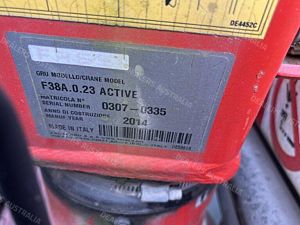 DE4452C
GRU MODELLO/CRANE MODEL
F38A.0.23 ACTIVE
MATRICOLA N°
SERIAL NUMBER 0307-0335
ANNO DI COSTRUZIONE
MANUF YEAR 2014
MADE IN ITALY